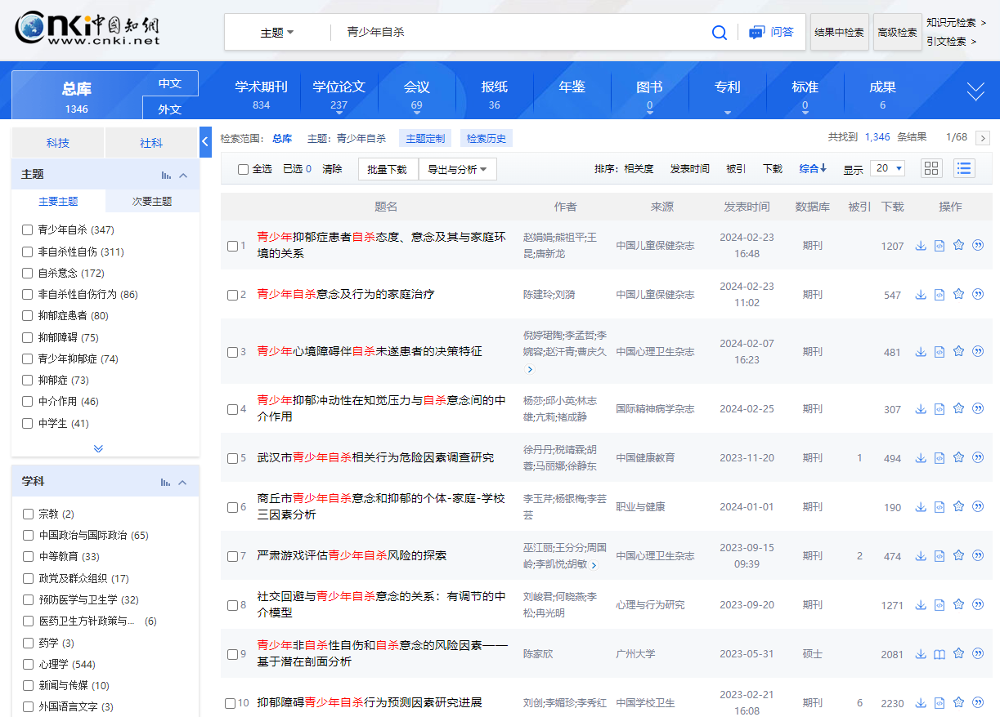 Cnki中国知網
www.cnki.net
主题
青少年自杀
问答
结果中检索
高级检索
知识元检索 >
引文检索 >
总库
1346
中文
外文
学术期刊
834
学位论文
237
会议
69
报纸
36
年鉴
图书
0
专利
标准
0
成果
6
科技
社科
检索范围： 总库 主题：青少年自杀 主题定制 检索历史
共找到 1,346 条结果 1/68 >
全选 已选 0 清除 批量下载 导出与分析
排序：相关度 发表时间 被引 下载 综合↓ 显示 20
主题
主要主题 次要主题
青少年自杀 (347)
非自杀性自伤 (311)
自杀意念 (172)
非自杀性自伤行为 (86)
抑郁症患者 (80)
抑郁障碍 (75)
青少年抑郁症 (74)
抑郁症 (73)
中介作用 (46)
中学生 (41)
学科
宗教 (2)
中国政治与国际政治 (65)
中等教育 (33)
政党及群众组织 (17)
预防医学与卫生学 (32)
医药卫生方针政策与... (6)
药学 (3)
心理学 (544)
新闻与传媒 (10)
外国语言文字 (3)
题名 作者 来源 发表时间 数据库 被引 下载 操作
1 青少年抑郁症患者自杀态度、意念及其与家庭环
境的关系
赵娟娟;熊祖平;王
昆;唐新龙
中国儿童保健杂志
2024-02-23
16:48
期刊 1207
2 青少年自杀意念及行为的家庭治疗
陈建玲;刘漪
中国儿童保健杂志
2024-02-23
11:02
期刊 547
3 青少年心境障碍伴自杀未遂患者的决策特征
倪婷珺陶;李孟哲;李
婉容;赵汗青;曹庆久
中国心理卫生杂志
2024-02-07
16:23
期刊 481
4 青少年抑郁冲动性在知觉压力与自杀意念间的中
介作用
杨莎;邱小英;林志
雄;亢莉;褚成静
国际精神病学杂志
2024-02-25
期刊 307
5 武汉市青少年自杀相关行为危险因素调查研究
徐丹丹;税靖霖;胡
蓉;马丽娜;徐静东
中国健康教育
2023-11-20
期刊 1 494
6 商丘市青少年自杀意念和抑郁的个体-家庭-学校
三因素分析
李玉芹;杨银梅;李芸
芸
职业与健康
2024-01-01
期刊 190
7 严肃游戏评估青少年自杀风险的探索
巫江丽;王分分;周国
岭;李凯悦;胡敏
中国心理卫生杂志
2023-09-15
09:39
期刊 2 474
8 社交回避与青少年自杀意念的关系：有调节的中
介模型
刘峻君;何晓燕;李
松;冉光明
心理与行为研究
2023-09-20
期刊 1271
9 青少年非自杀性自伤和自杀意念的风险因素——
基于潜在剖面分析
陈家欣
广州大学
2023-05-31
硕士 2081
10 抑郁障碍青少年自杀行为预测因素研究进展
刘创;李媚珍;李秀红
中国学校卫生
2023-02-21
16:08
期刊 6 2230